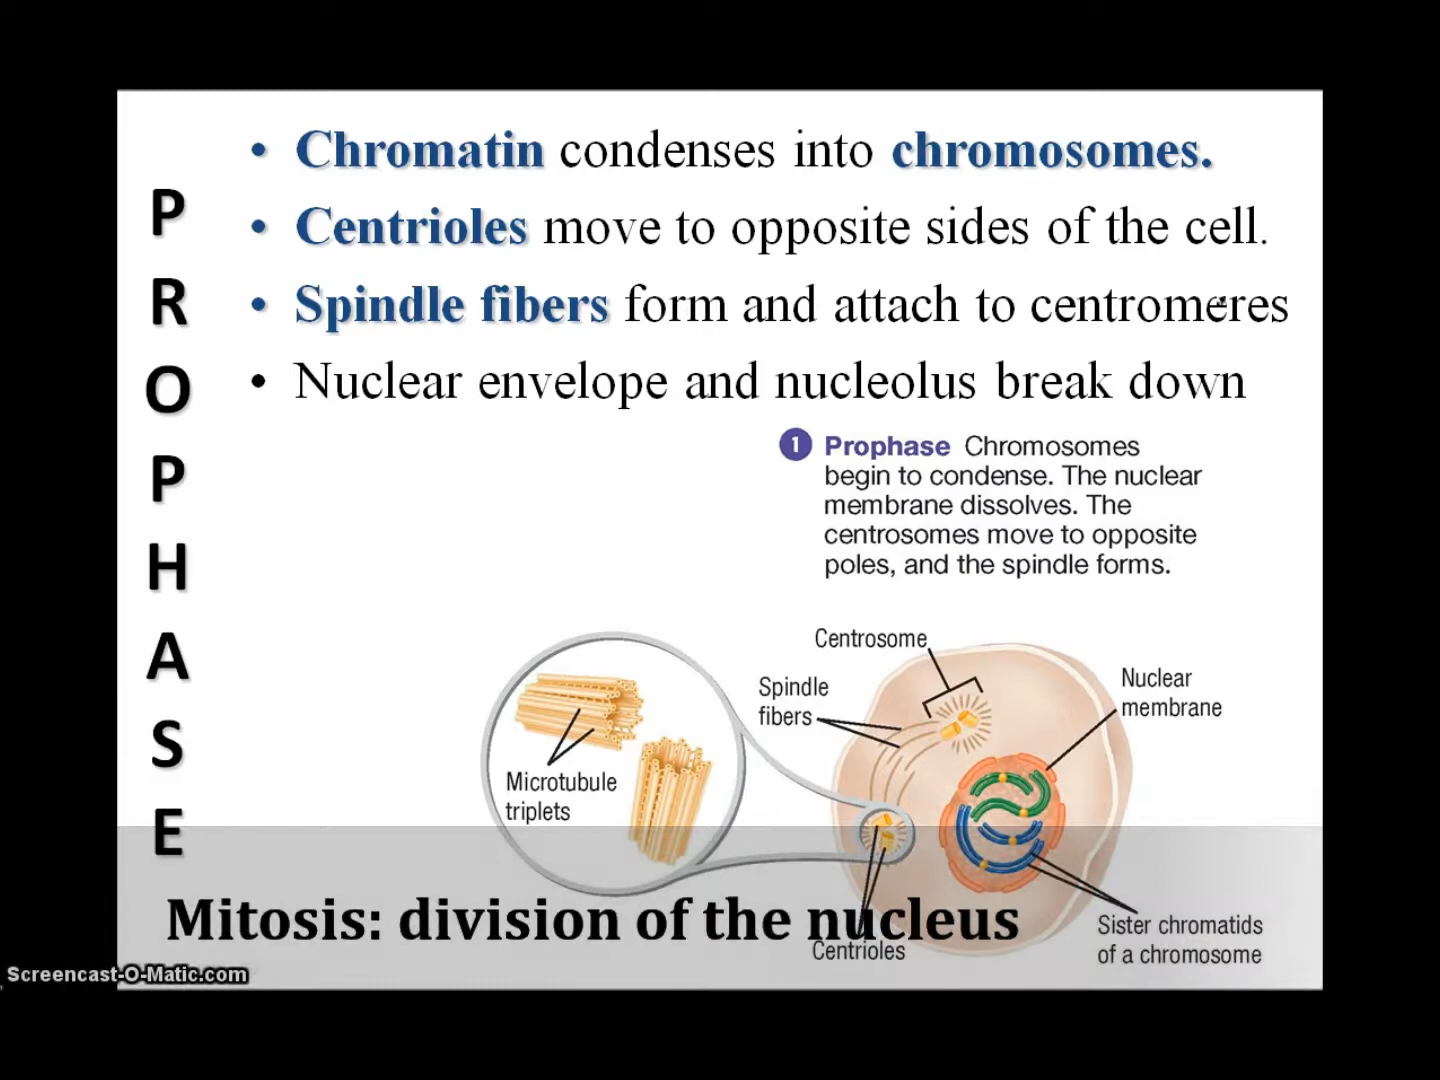 P
R
O
P
H
A
S
E
• Chromatin condenses into chromosomes.
• Centrioles move to opposite sides of the cell.
• Spindle fibers form and attach to centromeres
• Nuclear envelope and nucleolus break down
1 Prophase Chromosomes
begin to condense. The nuclear
membrane dissolves. The
centrosomes move to opposite
poles, and the spindle forms.
Centrosome
Spindle
fibers
Nuclear
membrane
Microtubule
triplets
Mitosis: division of the nucleus
Centrioles
Sister chromatids
of a chromosome
Screencast-O-Matic.com